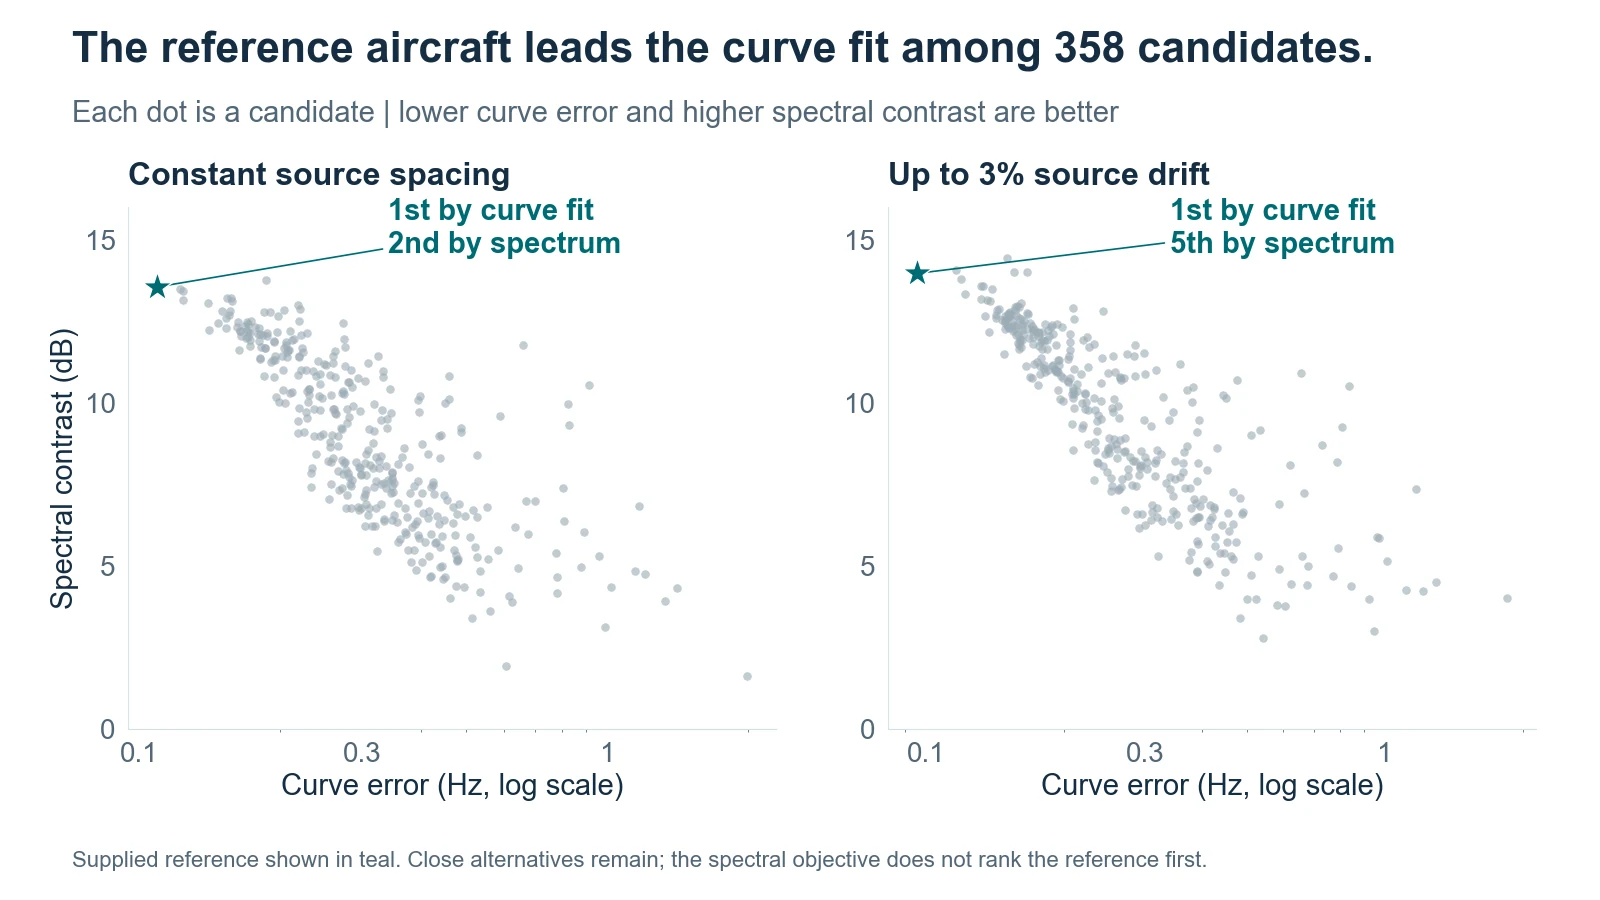 The reference aircraft leads the curve fit among 358 candidates.
Each dot is a candidate | lower curve error and higher spectral contrast are better
Constant source spacing
1st by curve fit
2nd by spectrum
15
10
5
0
Spectral contrast (dB)
0.1 0.3 1
Curve error (Hz, log scale)
Up to 3% source drift
1st by curve fit
5th by spectrum
15
10
5
0
0.1 0.3 1
Curve error (Hz, log scale)
Supplied reference shown in teal. Close alternatives remain; the spectral objective does not rank the reference first.